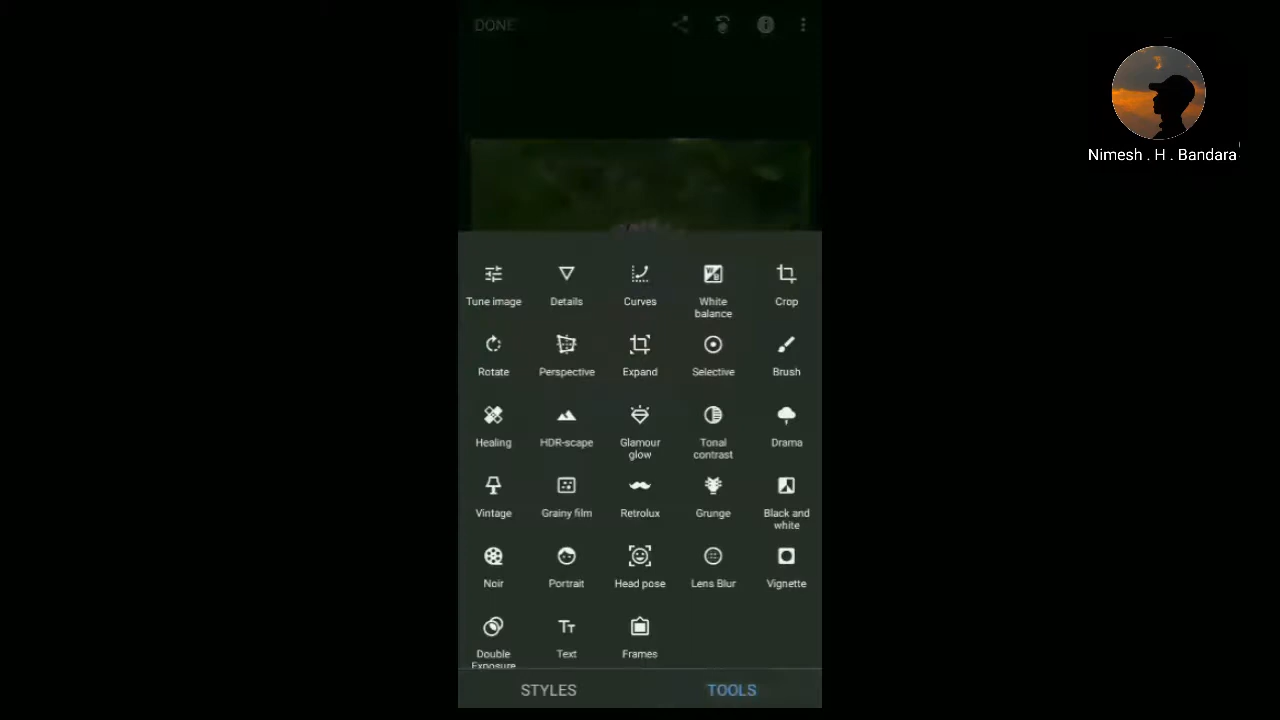 DONE
Nimesh . H . Bandara
Tune image
Details
Curves
White
balance
Crop
Rotate
Perspective
Expand
Selective
Brush
Healing
HDR-scape
Glamour
glow
Tonal
contrast
Drama
Vintage
Grainy film
Retrolux
Grunge
Black and
white
Noir
Portrait
Head pose
Lens Blur
Vignette
Double
Exposure
Text
Frames
STYLES
TOOLS